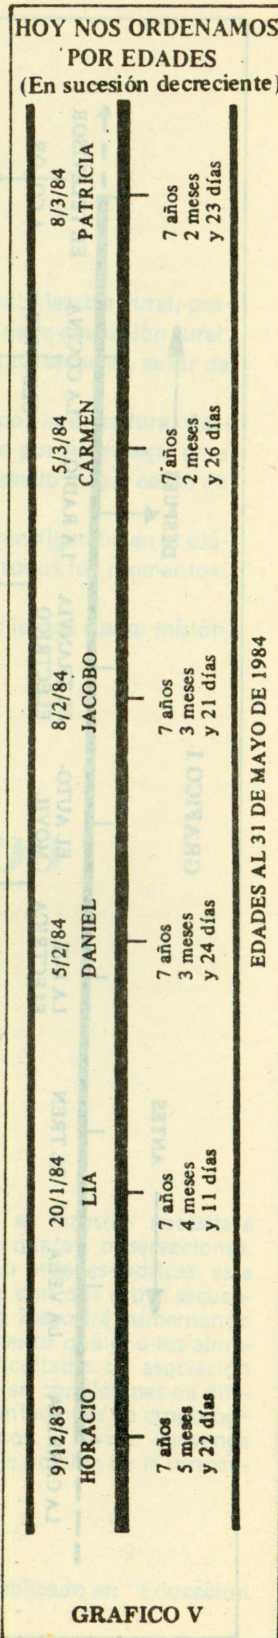 HOY NOS ORDENAMOS
POR EDADES
(En sucesión decreciente)
9/12/83
HORACIO
7 años
5 meses
y 22 días
20/1/84
LIA
7 años
4 meses
y 11 días
5/2/84
DANIEL
7 años
3 meses
y 24 días
8/2/84
JACOBO
7 años
3 meses
y 21 días
5/3/84
CARMEN
7 años
2 meses
y 26 días
8/3/84
PATRICIA
7 años
2 meses
y 23 días
EDADES AL 31 DE MAYO DE 1984
GRAFICO V